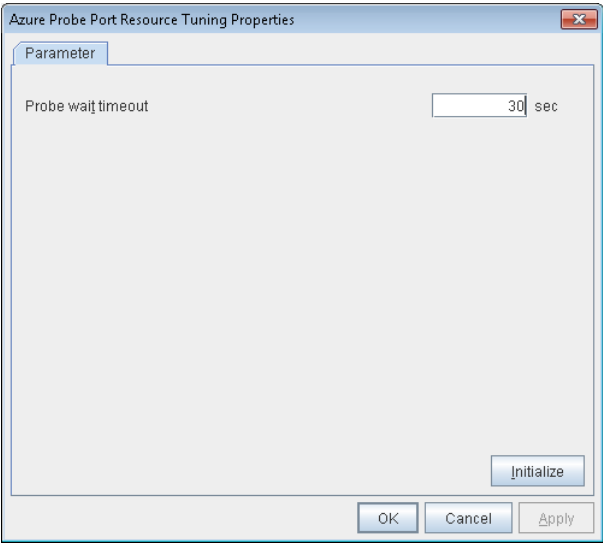 Azure Probe Port Resource Tuning Properties
Parameter
Probe wait timeout 30 sec
Initialize
OK Cancel Apply